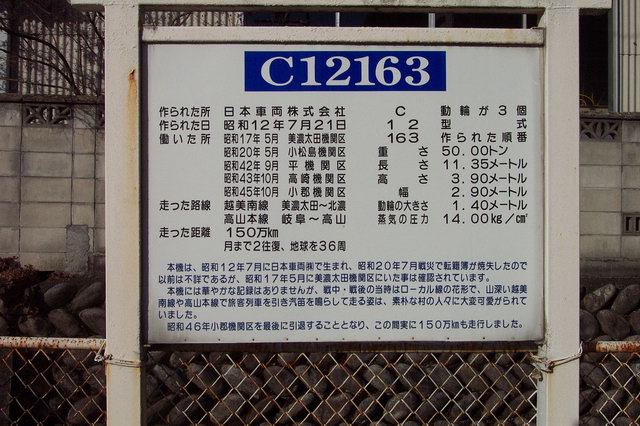 C12163
作られた所 日本車両株式会社 C 動輪が3個
作られた日 昭和12年7月21日 12 型式
働いた所 昭和17年5月 美濃太田機関区 163 作られた順番
昭和20年5月 小松島機関区 重さ 50.00トン
昭和42年9月 平機関区 長さ 11.35メートル
昭和43年10月 高崎機関区 高さ 3.90メートル
昭和45年10月 小郡機関区 幅 2.90メートル
走った路線 越美南線 美濃太田～北濃 動輪の大きさ 1.40メートル
高山本線 岐阜～高山 蒸気の圧力 14.00kg/cm²
走った距離 150万km
月まで2往復、地球を36周
本機は、昭和12年7月に日本車両㈱で生まれ、昭和20年7月戦災で転籍簿が焼失したので
以前は不詳であるが、昭和17年5月に美濃太田機関区にいた事は確認されています。
本機には華やかな記録はありませんが、戦中・戦後の当時はローカル線の花形で、山深い越美
南線や高山本線で旅客列車を引き汽笛を鳴らして走る姿は、素朴な村の人々に大変可愛がられて
いました。
昭和46年小郡機関区を最後に引退することとなり、この間実に150万kmも走行しました。